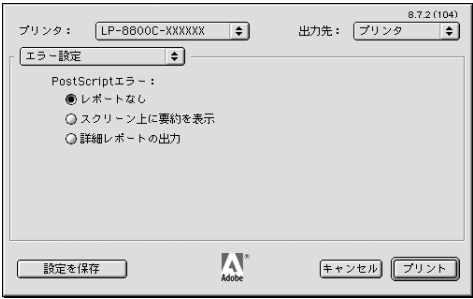 8.7.2 (104)
プリンタ： LP-8800C-XXXXXX 出力先： プリンタ
エラー設定
PostScriptエラー：
レポートなし
スクリーン上に要約を表示
詳細レポートの出力
設定を保存 Adobe キャンセル プリント